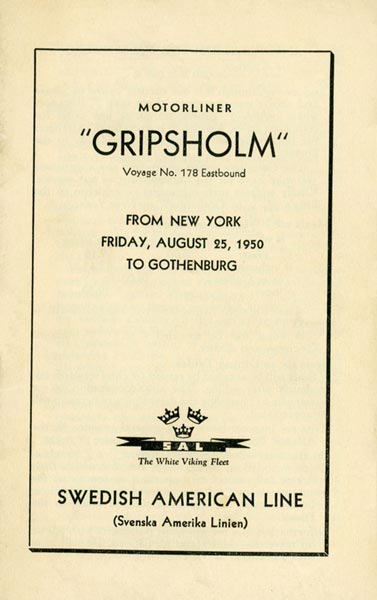 MOTORLINER
"GRIPSHOLM"
Voyage No. 178 Eastbound
FROM NEW YORK
FRIDAY, AUGUST 25, 1950
TO GOTHENBURG
SAL
The White Viking Fleet
SWEDISH AMERICAN LINE
(Svenska Amerika Linien)